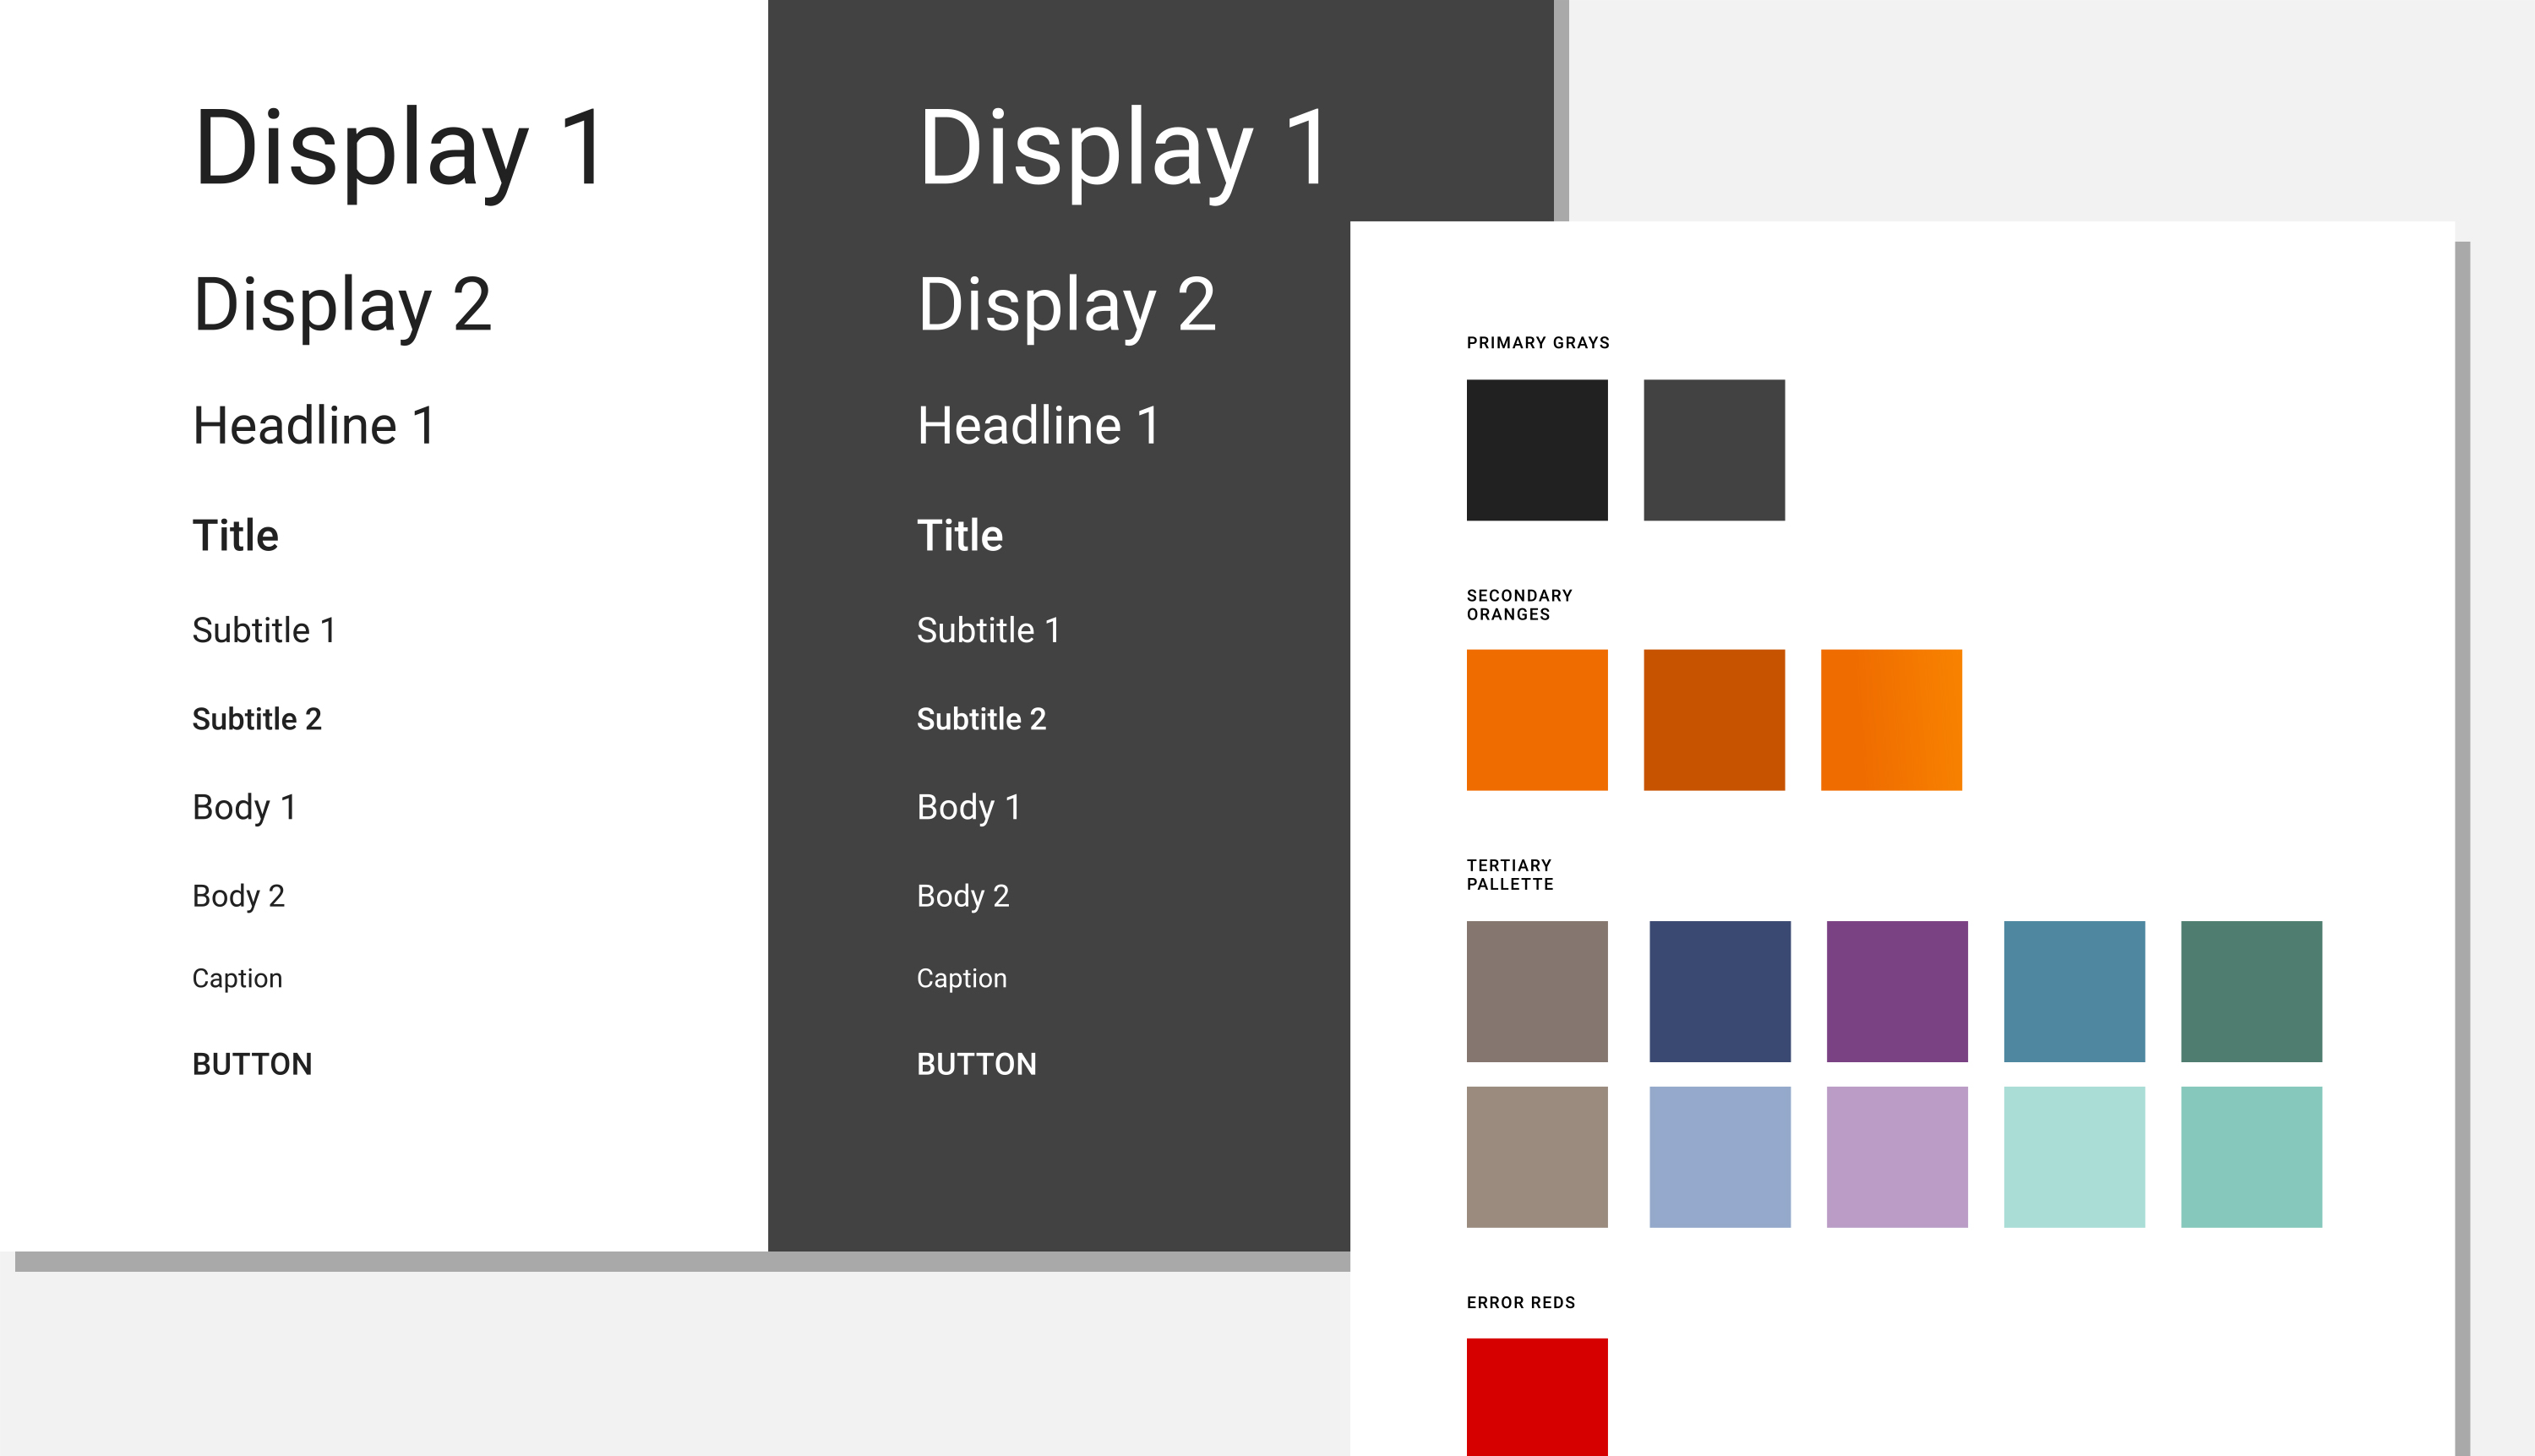 Display 1
Display 2
Headline 1
Title
Subtitle 1
Subtitle 2
Body 1
Body 2
Caption
BUTTON
Display 1
Display 2
Headline 1
Title
Subtitle 1
Subtitle 2
Body 1
Body 2
Caption
BUTTON
PRIMARY GRAYS
SECONDARY
ORANGES
TERTIARY
PALLETTE
ERROR REDS